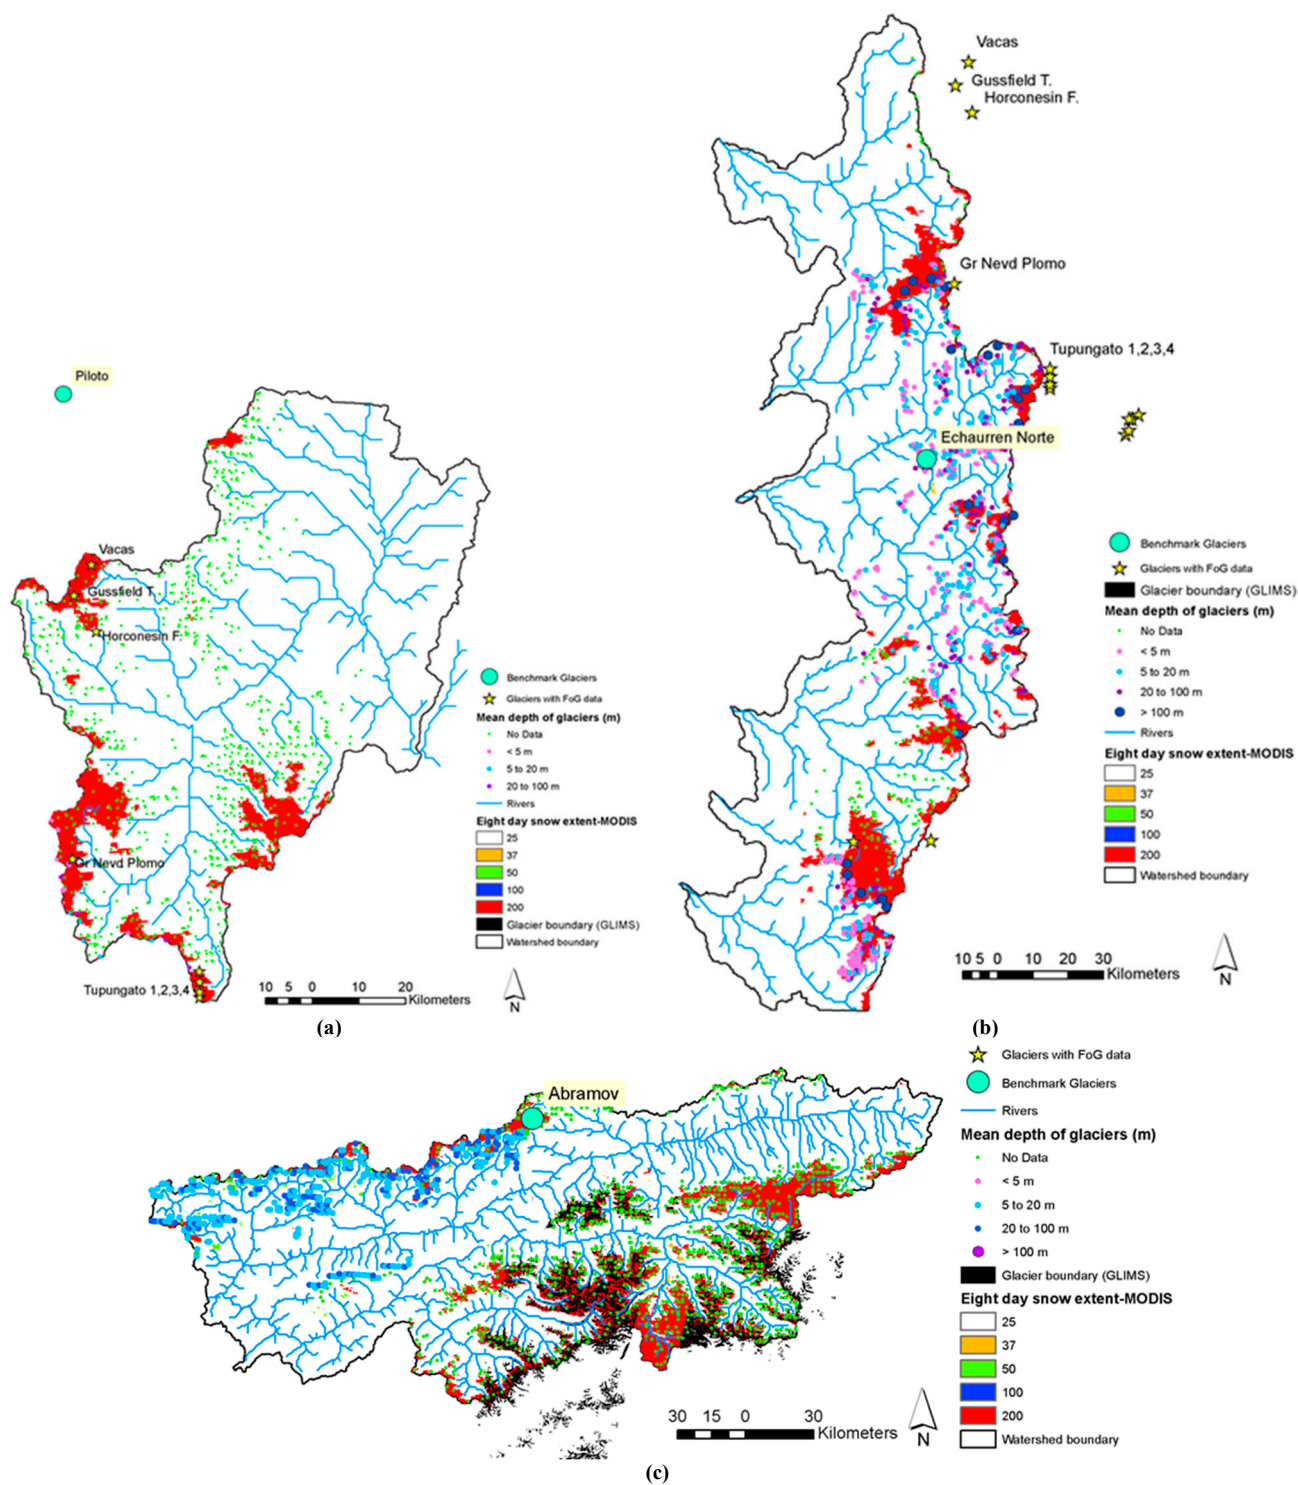 Piloto
Vacas
Gussfield T.
Horconesin F.
Gr Nevd Plomo
Tupungato 1,2,3,4
Benchmark Glaciers
Glaciers with FoG data
Mean depth of glaciers (m)
No Data
< 5 m
5 to 20 m
20 to 100 m
Rivers
Eight day snow extent-MODIS
25
37
50
100
200
Glacier boundary (GLIMS)
Watershed boundary
10 5 0 10 20
Kilometers
N
(a)
Vacas
Gussfield T.
Horconesin F.
Gr Nevd Plomo
Tupungato 1,2,3,4
Echaurren Norte
Benchmark Glaciers
Glaciers with FoG data
Glacier boundary (GLIMS)
Mean depth of glaciers (m)
No Data
< 5 m
5 to 20 m
20 to 100 m
> 100 m
Rivers
Eight day snow extent-MODIS
25
37
50
100
200
Watershed boundary
10 5 0 10 20 30
Kilometers
N
(b)
Abramov
Glaciers with FoG data
Benchmark Glaciers
Rivers
Mean depth of glaciers (m)
No Data
< 5 m
5 to 20 m
20 to 100 m
> 100 m
Glacier boundary (GLIMS)
Eight day snow extent-MODIS
25
37
50
100
200
Watershed boundary
30 15 0 30
Kilometers
N
(c)